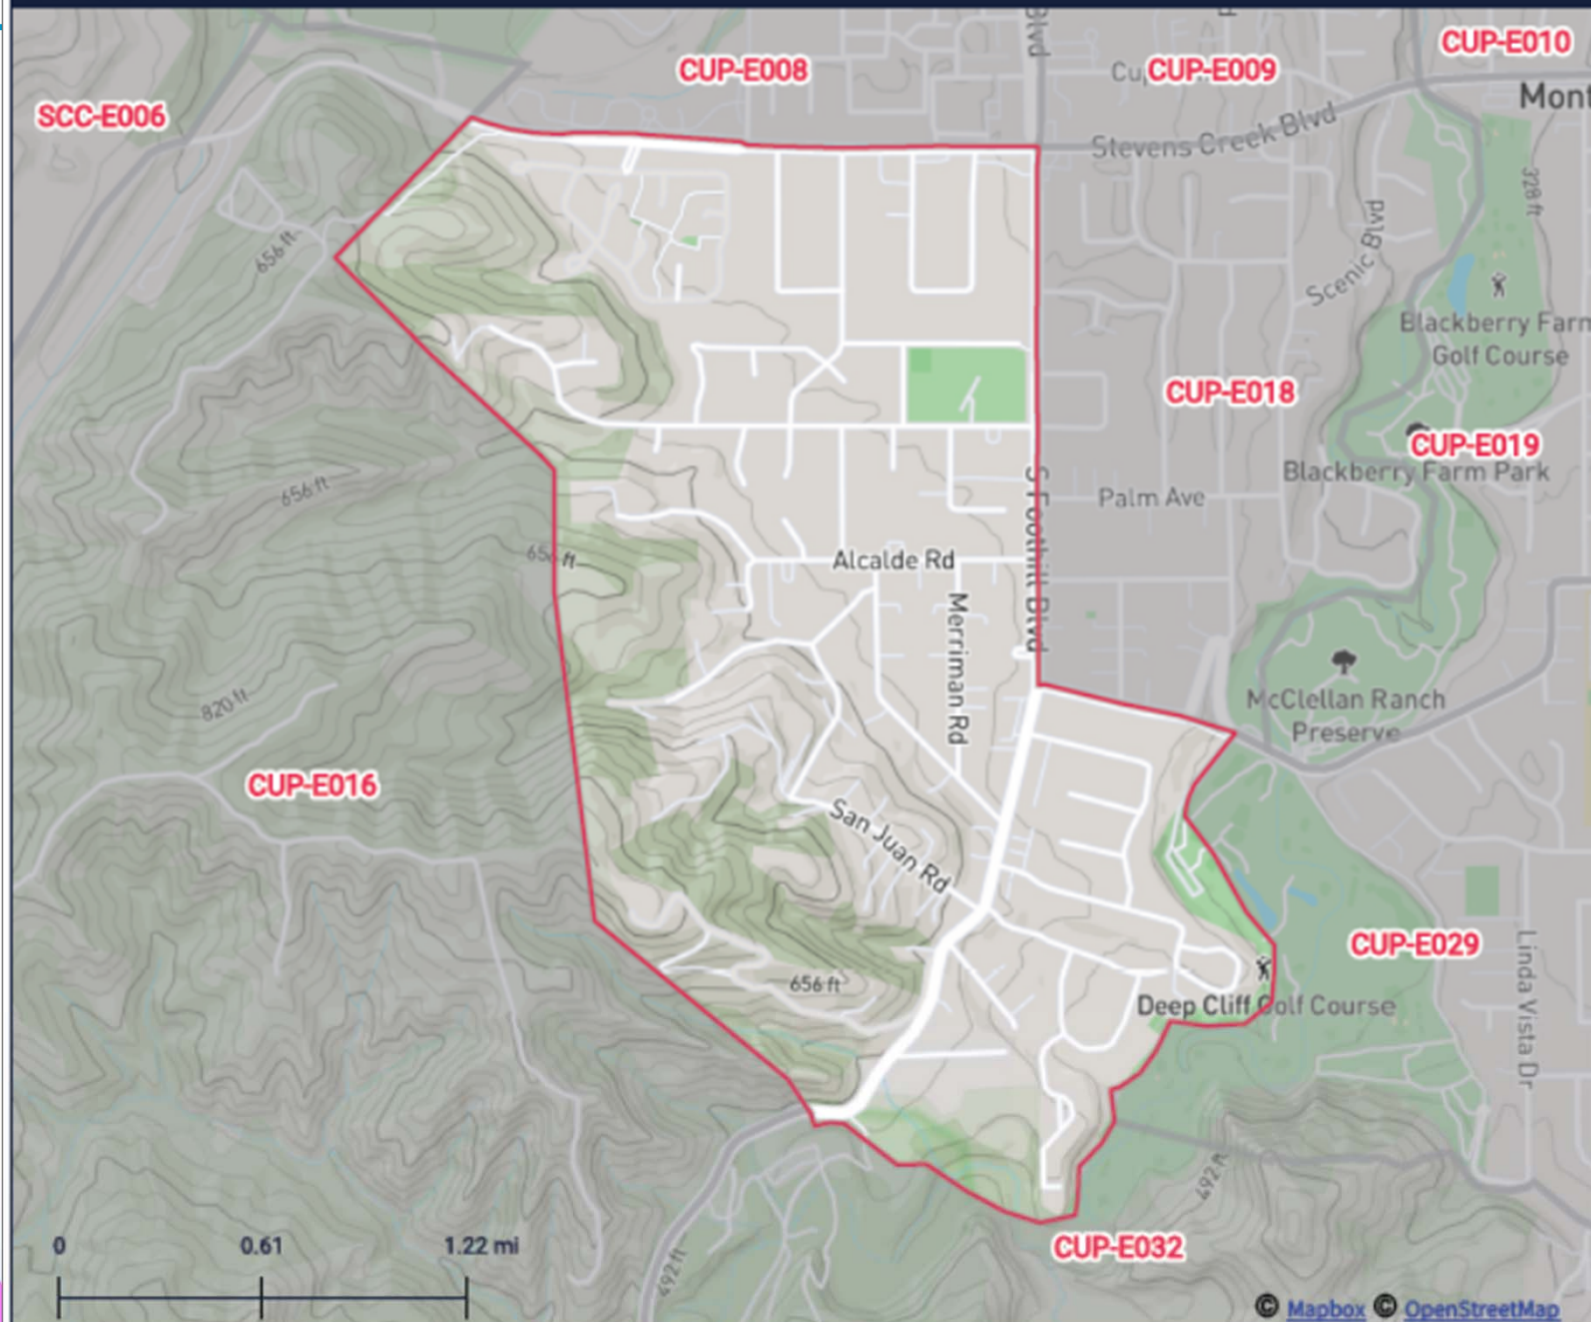 Blvd
CUP-E010
CUP-E008
Cu
CUP-E009
Mont
SCC-E006
Stevens Creek Blvd
328 ft
Scenic Blvd
656 ft
Blackberry Farm
Golf Course
CUP-E018
CUP-E019
Blackberry Farm Park
656 ft
Palm Ave
S Foothill Blvd
656 ft
Alcalde Rd
Merriman Rd
McClellan Ranch
Preserve
820 ft
CUP-E016
San Juan Rd
CUP-E029
Linda Vista Dr
656 ft
Deep Cliff Golf Course
492 ft
CUP-E032
492 ft
0 0.61 1.22 mi
© Mapbox © OpenStreetMap